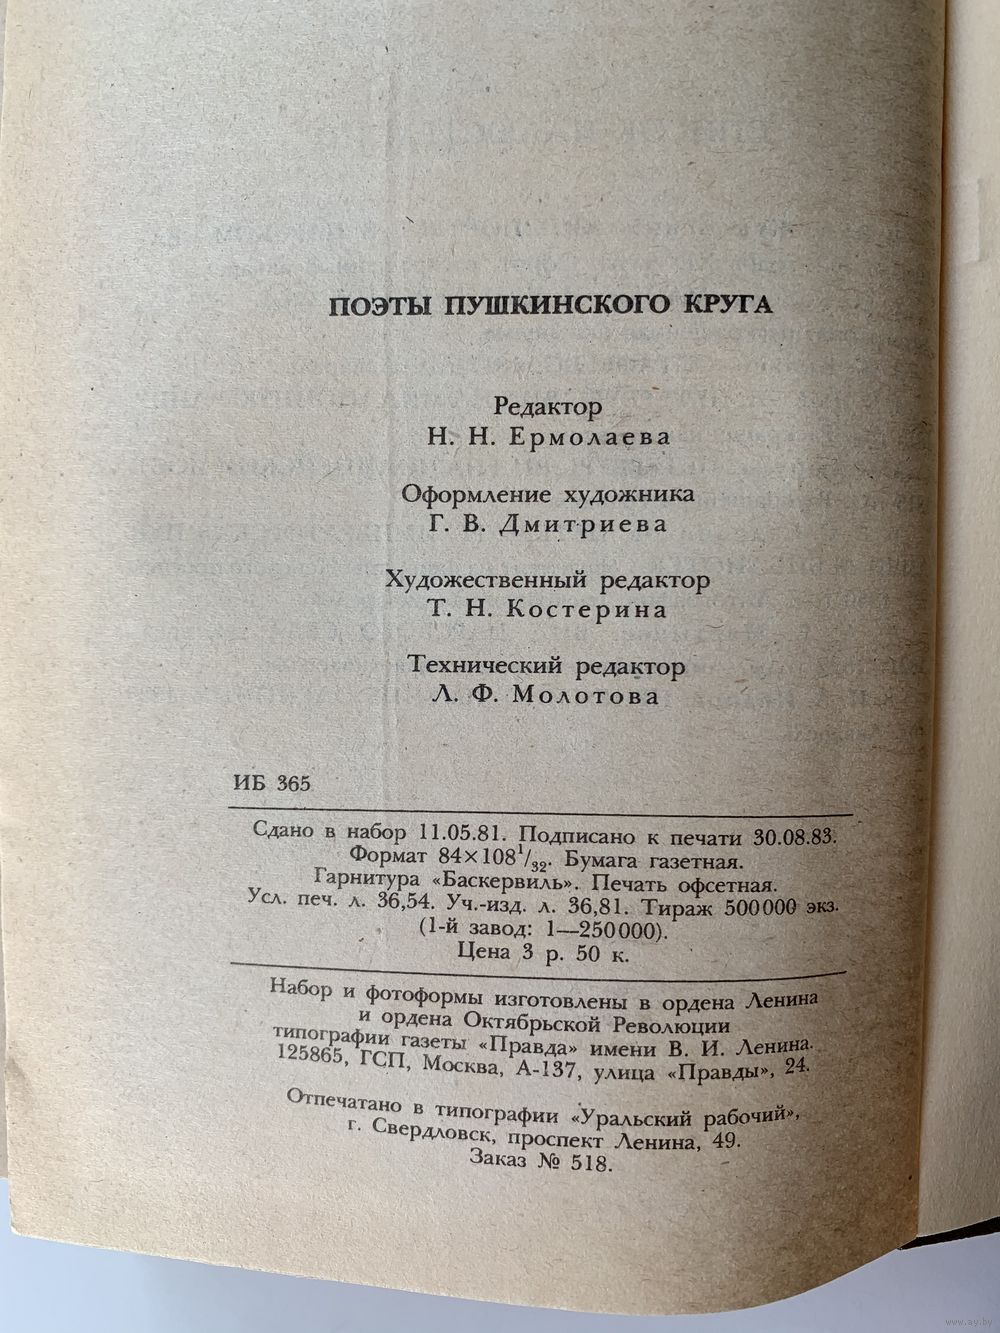 ПОЭТЫ ПУШКИНСКОГО КРУГА
Редактор
Н. Н. Ермолаева
Оформление художника
Г. В. Дмитриева
Художественный редактор
Т. Н. Костерина
Технический редактор
Л. Ф. Молотова
ИБ 365
Сдано в набор 11.05.81. Подписано к печати 30.08.83.
Формат 84×108¹/₃₂. Бумага газетная.
Гарнитура «Баскервиль». Печать офсетная.
Усл. печ. л. 36,54. Уч.-изд. л. 36,81. Тираж 500000 экз.
(1-й завод: 1—250000).
Цена 3 р. 50 к.
Набор и фотоформы изготовлены в ордена Ленина
и ордена Октябрьской Революции
типографии газеты «Правда» имени В. И. Ленина.
125865, ГСП, Москва, А-137, улица «Правды», 24.
Отпечатано в типографии «Уральский рабочий»,
г. Свердловск, проспект Ленина, 49.
Заказ № 518.
www.ay.by